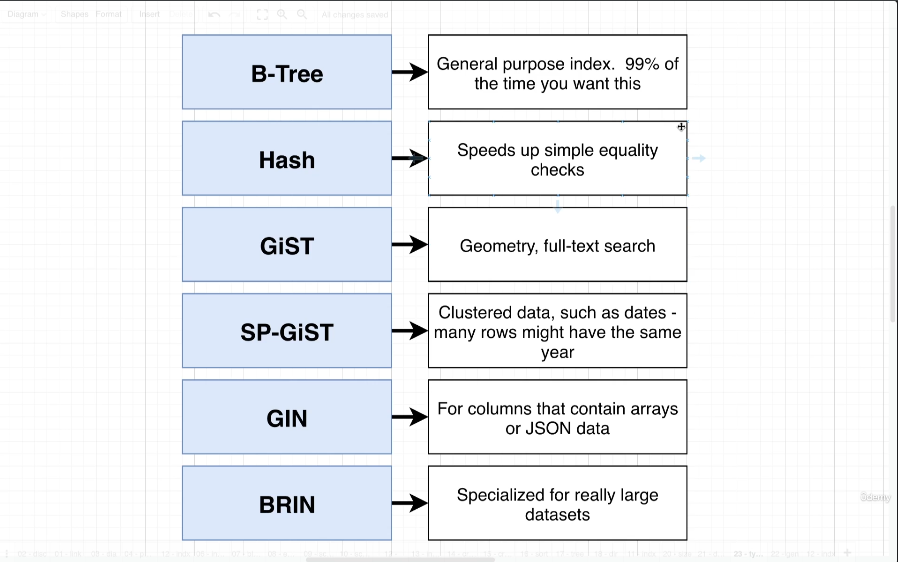 Diagram Shapes Format Insert All changes saved
B-Tree
General purpose index. 99% of
the time you want this
Hash
Speeds up simple equality
checks
GiST
Geometry, full-text search
SP-GiST
Clustered data, such as dates -
many rows might have the same
year
GIN
For columns that contain arrays
or JSON data
BRIN
Specialized for really large
datasets
ûdemy